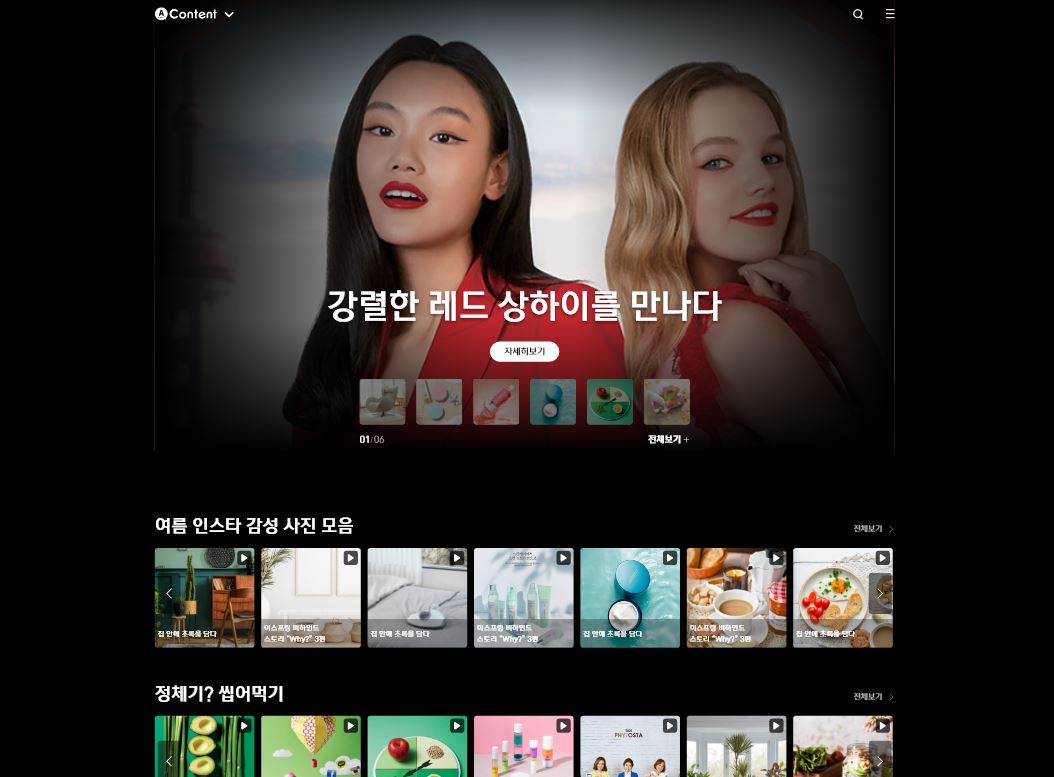 A Content
강렬한 레드 상하이를 만나다
자세히보기
01/06
전체보기 +
여름 인스타 감성 사진 모음
전체보기
집 안에 초록을 담다
이스프링 비하인드
스토리 "Why?" 3편
집 안에 초록을 담다
이스프링 비하인드
스토리 "Why?" 3편
집 안에 초록을 담다
이스프링 비하인드
스토리 "Why?" 3편
집 안에 초록을 담다
정체기? 씹어먹기
전체보기